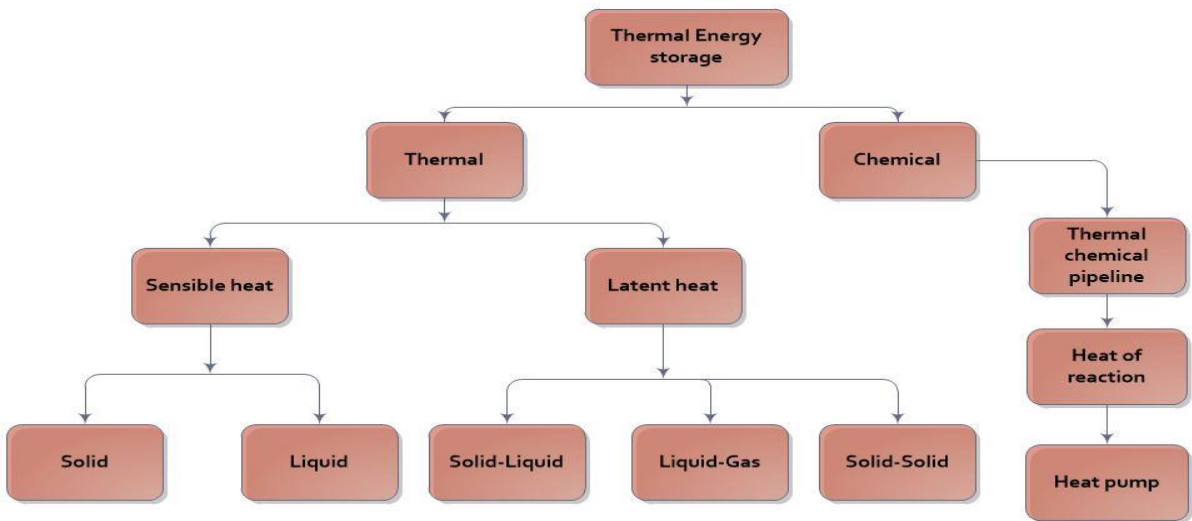 Thermal Energy
storage
Thermal
Chemical
Thermal
chemical
pipeline
Sensible heat
Latent heat
Heat of
reaction
Solid
Liquid
Solid-Liquid
Liquid-Gas
Solid-Solid
Heat pump